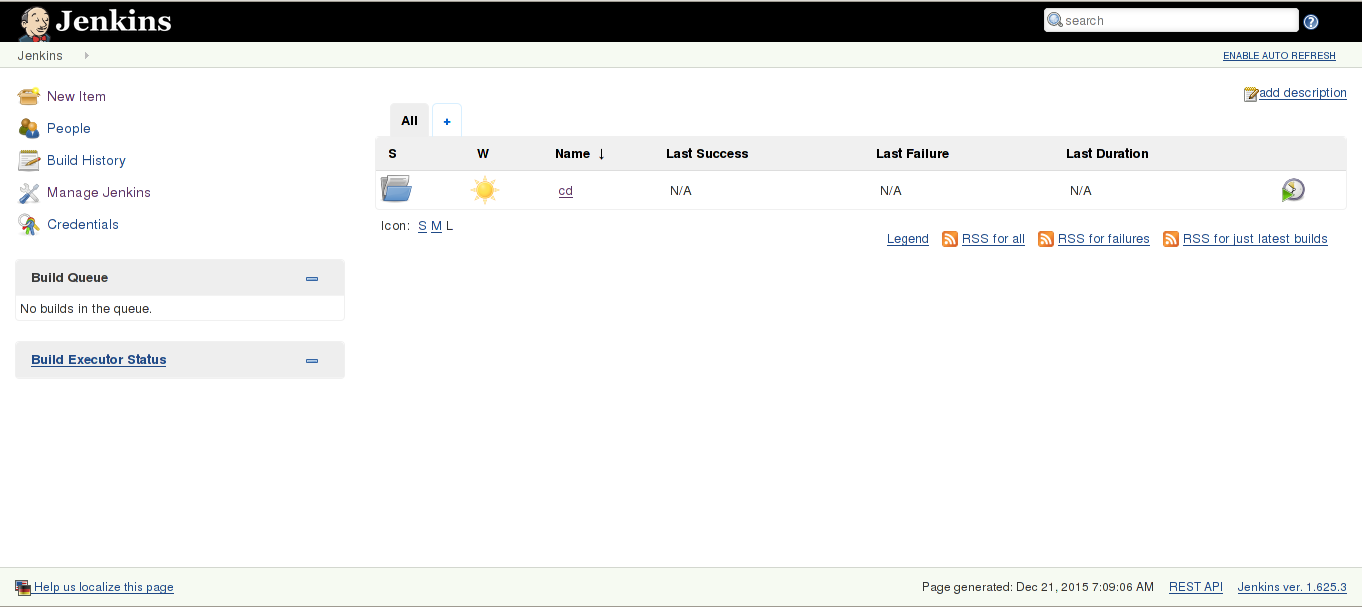 Jenkins
search
?
Jenkins
ENABLE AUTO REFRESH
New Item
People
Build History
Manage Jenkins
Credentials
Build Queue
No builds in the queue.
Build Executor Status
add description
All +
S W Name ↓ Last Success Last Failure Last Duration
cd N/A N/A N/A
Icon: S M L
Legend RSS for all RSS for failures RSS for just latest builds
Help us localize this page
Page generated: Dec 21, 2015 7:09:06 AM REST API Jenkins ver. 1.625.3